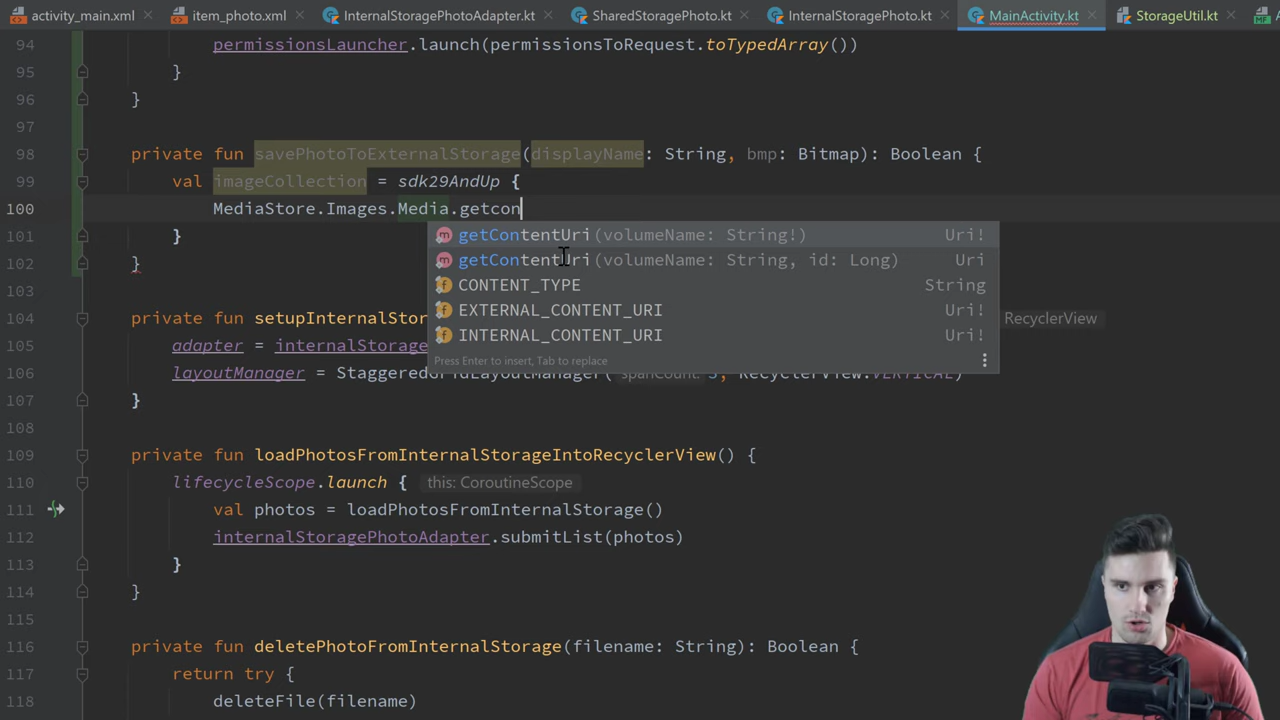 activity_main.xml
item_photo.xml
InternalStoragePhotoAdapter.kt
SharedStoragePhoto.kt
InternalStoragePhoto.kt
MainActivity.kt
StorageUtil.kt
94 permissionsLauncher.launch(permissionsToRequest.toTypedArray())
95 }
96 }
97
98 private fun savePhotoToExternalStorage(displayName: String, bmp: Bitmap): Boolean {
99 val imageCollection = sdk29AndUp {
100 MediaStore.Images.Media.getcon
getContentUri(volumeName: String!) Uri!
101 }
getContentUri(volumeName: String, id: Long) Uri
102 }
CONTENT_TYPE String
103
EXTERNAL_CONTENT_URI Uri!
104 private fun setupInternalStor RecyclerView
INTERNAL_CONTENT_URI Uri!
105 adapter = internalStorage
Press Enter to insert, Tab to replace
106 layoutManager = StaggeredGridLayoutManager( spanCount: 3, RecyclerView.VERTICAL)
107 }
108
109 private fun loadPhotosFromInternalStorageIntoRecyclerView() {
110 lifecycleScope.launch { this: CoroutineScope
111 val photos = loadPhotosFromInternalStorage()
112 internalStoragePhotoAdapter.submitList(photos)
113 }
114 }
115
116 private fun deletePhotoFromInternalStorage(filename: String): Boolean {
117 return try {
118 deleteFile(filename)